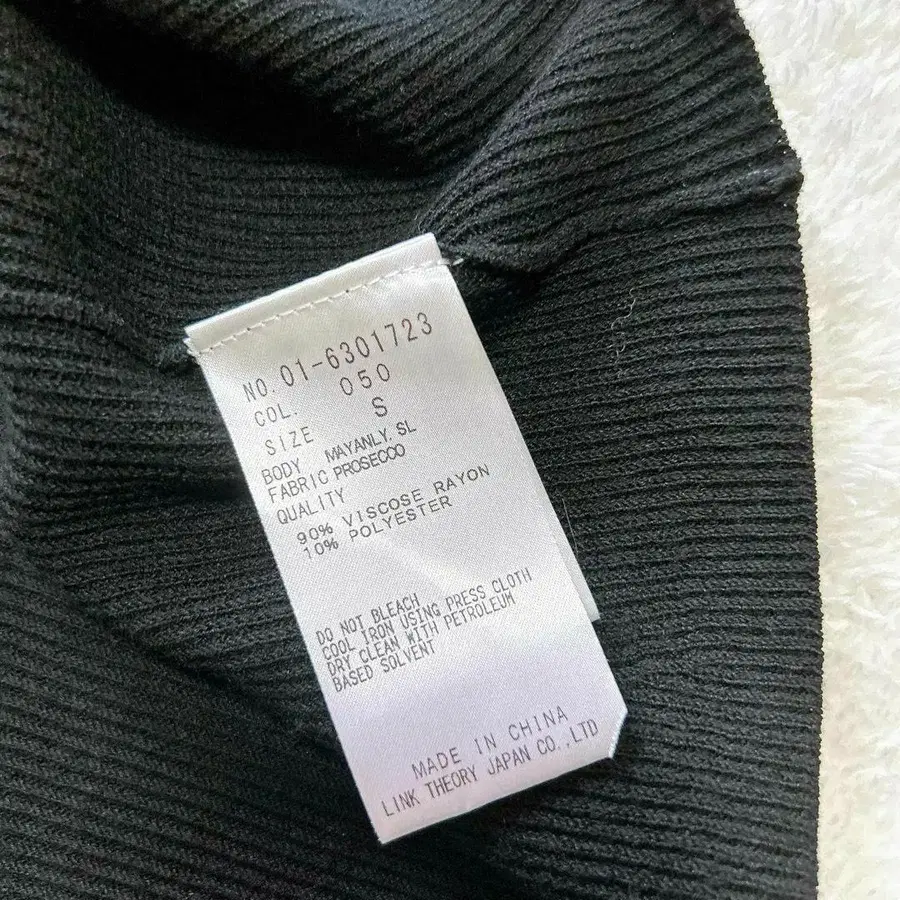 NO. 01-6301723
COL. 050
SIZE S
BODY MAYANLY. SL
FABRIC PROSECCO
QUALITY
90% VISCOSE RAYON
10% POLYESTER
DO NOT BLEACH
COOL IRON USING PRESS CLOTH
DRY CLEAN WITH PETROLEUM
BASED SOLVENT
MADE IN CHINA
LINK THEORY JAPAN CO.,LTD